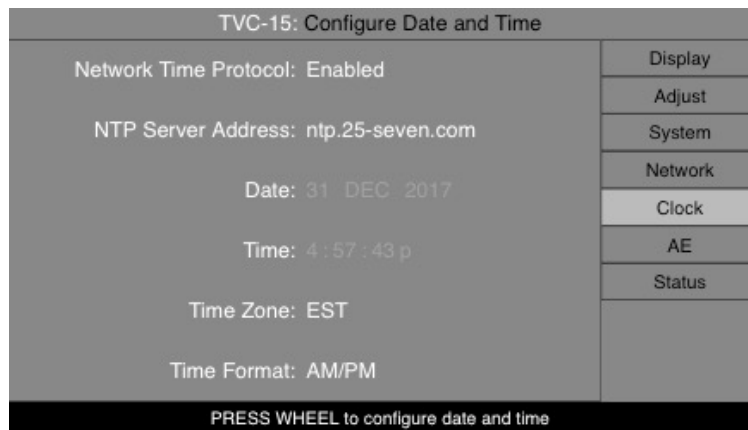 TVC-15: Configure Date and Time
Network Time Protocol: Enabled
NTP Server Address: ntp.25-seven.com
Date: 31 DEC 2017
Time: 4:57:43 p
Time Zone: EST
Time Format: AM/PM
Display
Adjust
System
Network
Clock
AE
Status
PRESS WHEEL to configure date and time